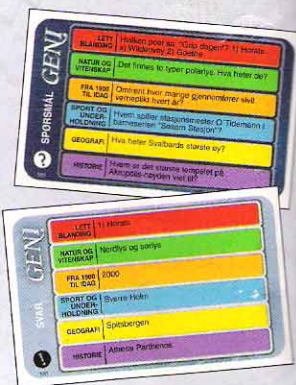 SPORSMÅL GENI
LETT
BLANDING
Hvilken poet sa: "Grip dagen"? 1) Horats
x) Wildenvey 2) Goethe
NATUR OG
VITENSKAP
Det finnes to typer polarlys. Hva heter de?
FRA 1900
TIL IDAG
Omtrent hvor mange gjennomfører sivil
verneplikt hvert år?
SPORT OG
UNDER-
HOLDNING
Hvem spiller stasjonsmester O Tidemann i
barneserien "Sesam Stasjon"?
GEOGRAFI
Hva heter Svalbards største øy?
HISTORIE
Hvem er det største tempelet på
Akropolis-høyden viet til?
?
SVAR GENI
LETT
BLANDING
1) Horats
NATUR OG
VITENSKAP
Nordlys og sørlys
FRA 1900
TIL IDAG
2000
SPORT OG
UNDER-
HOLDNING
Sverre Holm
GEOGRAFI
Spitsbergen
HISTORIE
Athena Parthenos
!